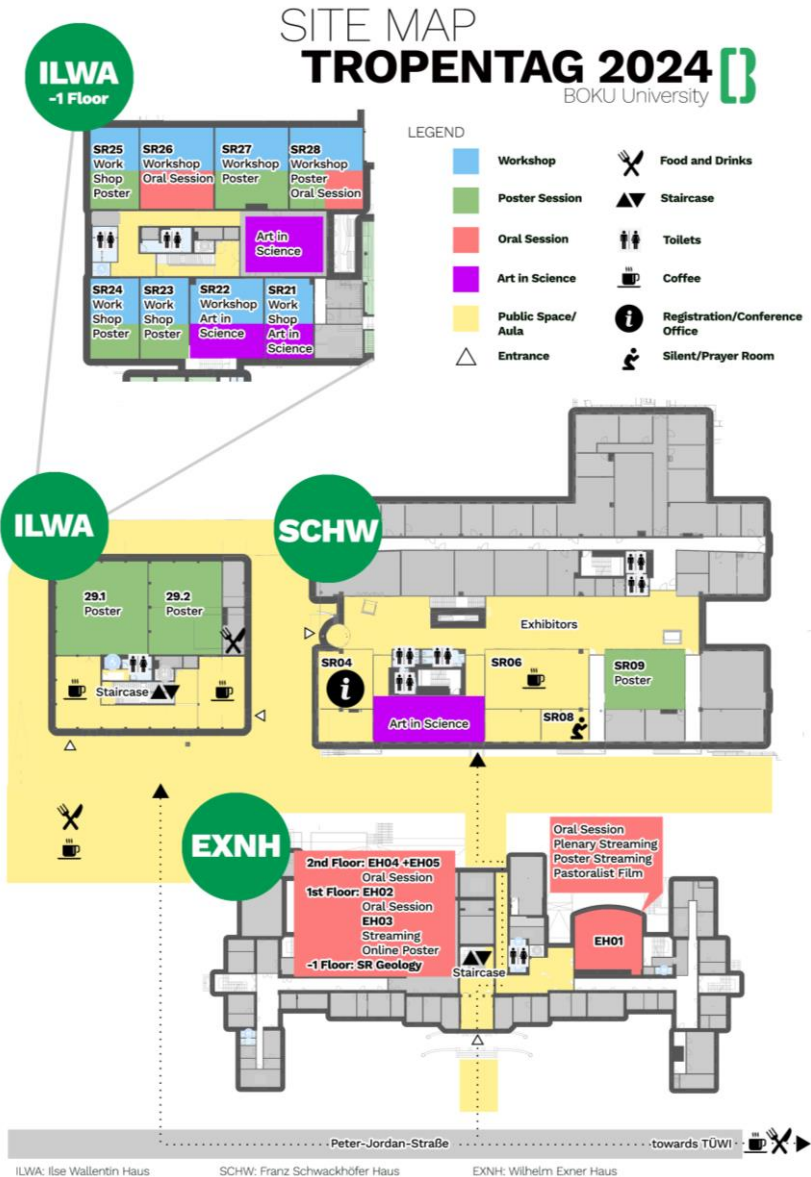 SITE MAP
TROPENTAG 2024
BOKU University
ILWA
-1 Floor
LEGEND
Workshop
Food and Drinks
Poster Session
Staircase
Oral Session
Toilets
Art in Science
Coffee
Public Space/
Aula
Registration/Conference
Office
Entrance
Silent/Prayer Room
SR25
Work
Shop
Poster
SR26
Workshop
Oral Session
SR27
Workshop
Poster
SR28
Workshop
Poster
Oral Session
Art in
Science
SR24
Work
Shop
Poster
SR23
Work
Shop
Poster
SR22
Workshop
Art in
Science
SR21
Work
Shop
Art in
Science
ILWA
SCHW
29.1
Poster
29.2
Poster
Staircase
Exhibitors
SR04
SR06
SR09
Poster
Art in Science
SR08
EXNH
2nd Floor: EH04 +EH05
Oral Session
1st Floor: EH02
Oral Session
EH03
Streaming
Online Poster
-1 Floor: SR Geology
Staircase
Oral Session
Plenary Streaming
Poster Streaming
Pastoralist Film
EH01
Peter-Jordan-Straße
towards TÜWI
ILWA: Ilse Wallentin Haus
SCHW: Franz Schwackhöfer Haus
EXNH: Wilhelm Exner Haus